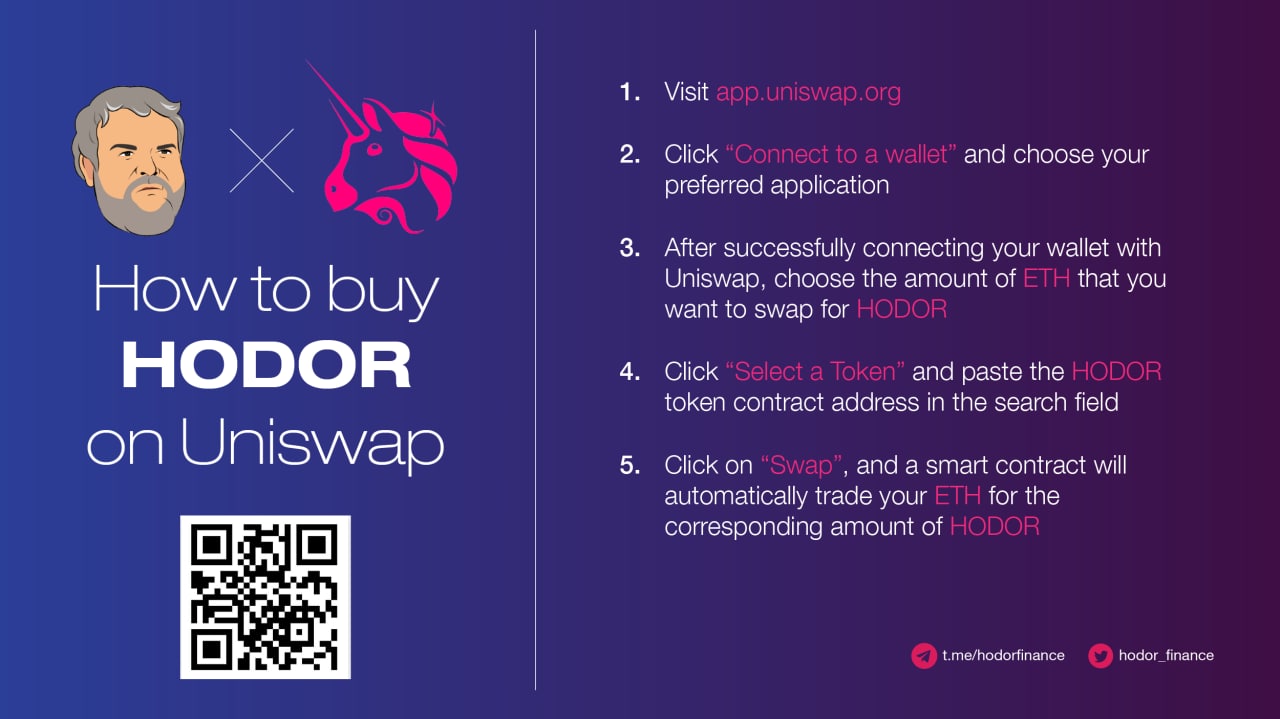 How to buy
HODOR
on Uniswap
1. Visit app.uniswap.org
2. Click “Connect to a wallet” and choose your
preferred application
3. After successfully connecting your wallet with
Uniswap, choose the amount of ETH that you
want to swap for HODOR
4. Click “Select a Token” and paste the HODOR
token contract address in the search field
5. Click on “Swap”, and a smart contract will
automatically trade your ETH for the
corresponding amount of HODOR
t.me/hodorfinance hodor_finance